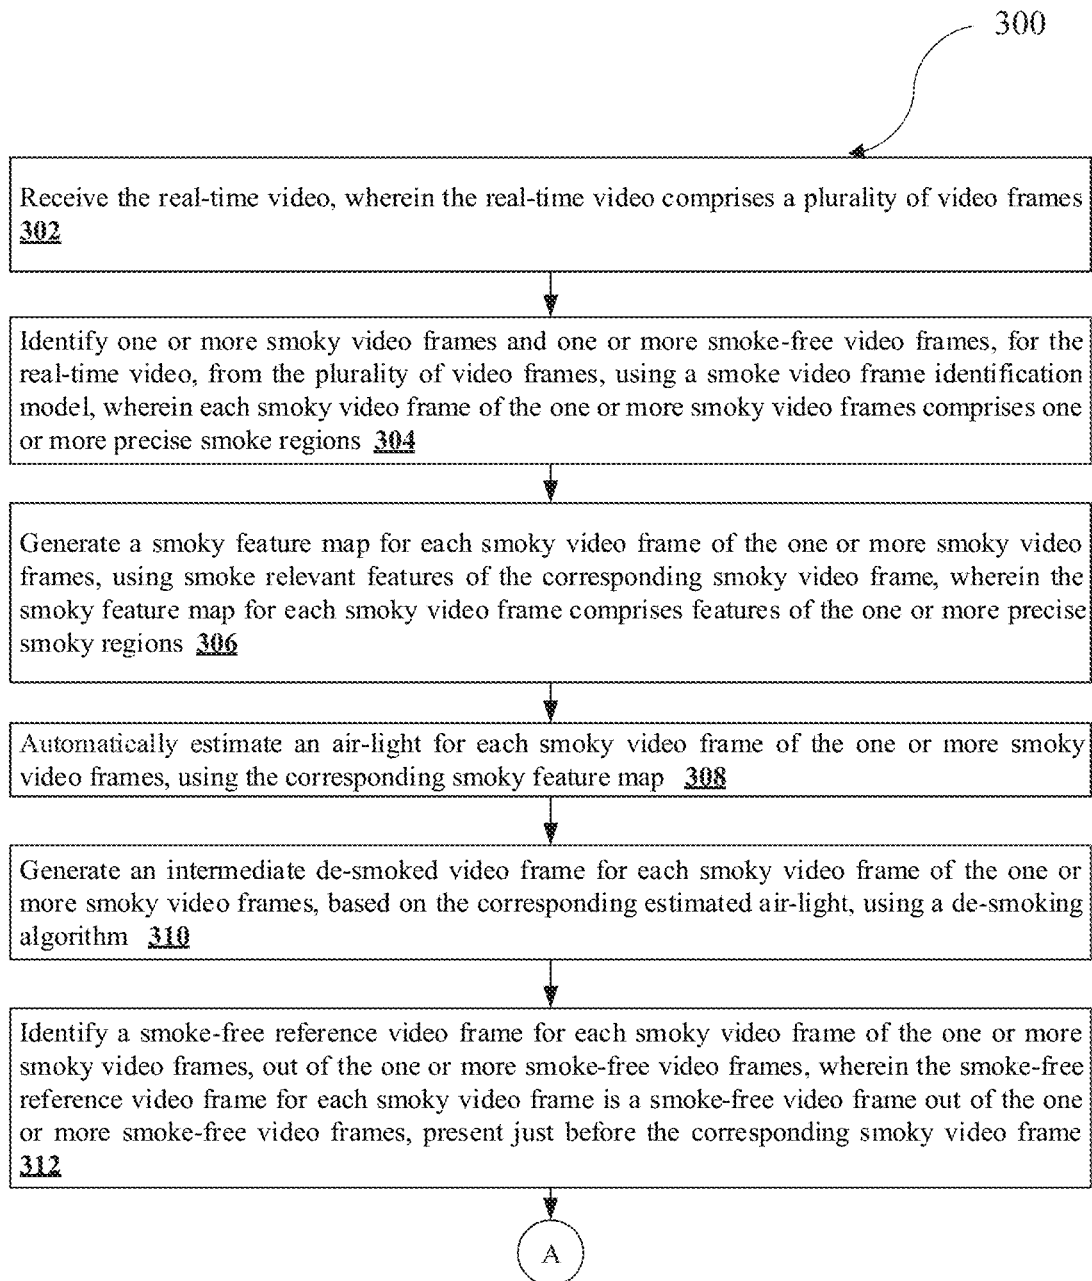 300
Receive the real-time video, wherein the real-time video comprises a plurality of video frames
302
Identify one or more smoky video frames and one or more smoke-free video frames, for the
real-time video, from the plurality of video frames, using a smoke video frame identification
model, wherein each smoky video frame of the one or more smoky video frames comprises one
or more precise smoke regions 304
Generate a smoky feature map for each smoky video frame of the one or more smoky video
frames, using smoke relevant features of the corresponding smoky video frame, wherein the
smoky feature map for each smoky video frame comprises features of the one or more precise
smoky regions 306
Automatically estimate an air-light for each smoky video frame of the one or more smoky
video frames, using the corresponding smoky feature map 308
Generate an intermediate de-smoked video frame for each smoky video frame of the one or
more smoky video frames, based on the corresponding estimated air-light, using a de-smoking
algorithm 310
Identify a smoke-free reference video frame for each smoky video frame of the one or more
smoky video frames, out of the one or more smoke-free video frames, wherein the smoke-free
reference video frame for each smoky video frame is a smoke-free video frame out of the one
or more smoke-free video frames, present just before the corresponding smoky video frame
312
A